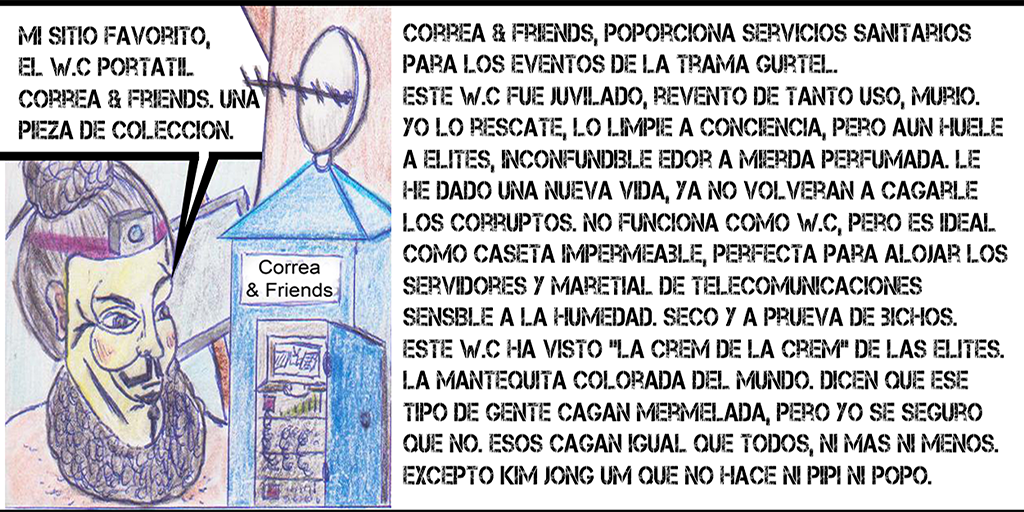 MI SITIO FAVORITO,
EL W.C PORTATIL
CORREA & FRIENDS. UNA
PIEZA DE COLECCION.
Correa
& Friends
CORREA & FRIENDS, POPORCIONA SERVICIOS SANITARIOS
PARA LOS EVENTOS DE LA TRAMA GURTEL.
ESTE W.C FUE JUVILADO, REVENTO DE TANTO USO, MURIO.
YO LO RESCATE, LO LIMPIE A CONCIENCIA, PERO AUN HUELE
A ELITES, INCONFUNDIBLE EDOR A MIERDA PERFUMADA. LE
HE DADO UNA NUEVA VIDA, YA NO VOLVERAN A CAGARLE
LOS CORRUPTOS. NO FUNCIONA COMO W.C, PERO ES IDEAL
COMO CASETA IMPERMEABLE, PERFECTA PARA ALOJAR LOS
SERVIDORES Y MARETIAL DE TELECOMUNICACIONES
SENSBLE A LA HUMEDAD. SECO Y A PRUEVA DE BICHOS.
ESTE W.C HA VISTO "LA CREM DE LA CREM" DE LAS ELITES.
LA MANTEQUITA COLORADA DEL MUNDO. DICEN QUE ESE
TIPO DE GENTE CAGAN MERMELADA, PERO YO SE SEGURO
QUE NO. ESOS CAGAN IGUAL QUE TODOS, NI MAS NI MENOS.
EXCEPTO KIM JONG UM QUE NO HACE NI PIPI NI POPO.